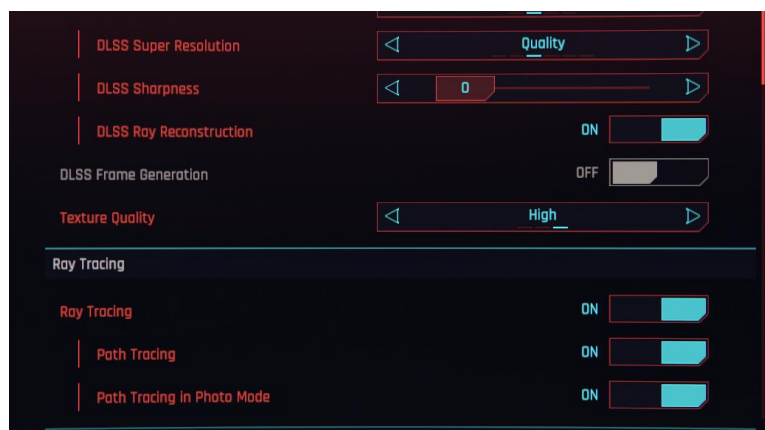 DLSS Super Resolution
Quality
DLSS Sharpness
0
DLSS Ray Reconstruction
ON
DLSS Frame Generation
OFF
Texture Quality
High
Ray Tracing
Ray Tracing
ON
Path Tracing
ON
Path Tracing in Photo Mode
ON